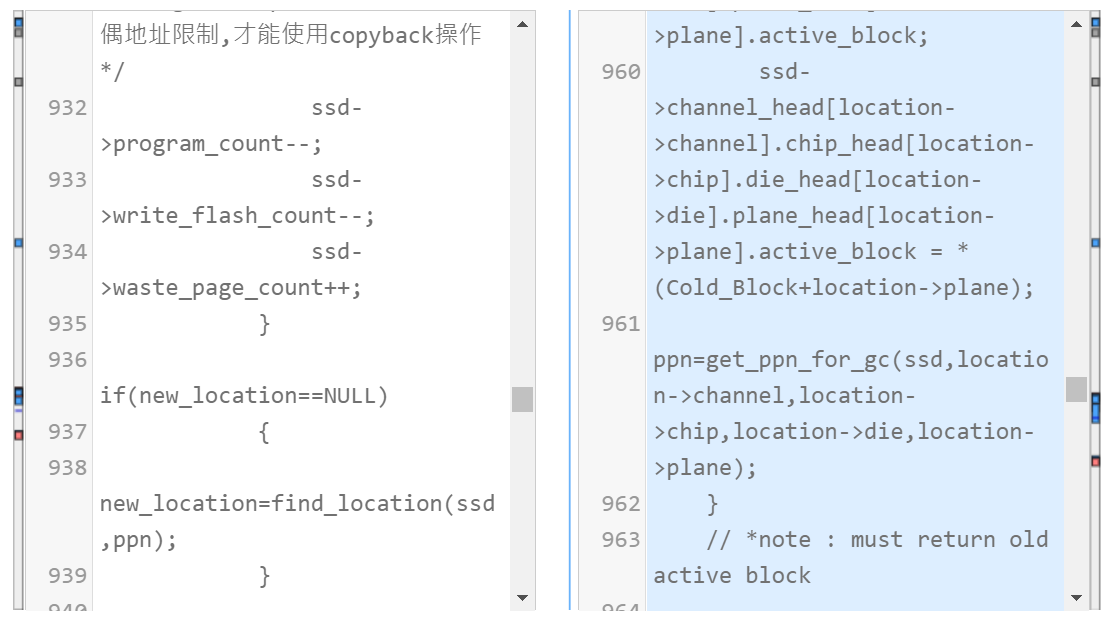 偶地址限制,才能使用copyback操作
*/
932 ssd-
>program_count--;
933 ssd-
>write_flash_count--;
934 ssd-
>waste_page_count++;
935 }
936
if(new_location==NULL)
937 {
938
new_location=find_location(ssd
,ppn);
939 }
940
>plane].active_block;
960 ssd-
>channel_head[location-
>channel].chip_head[location-
>chip].die_head[location-
>die].plane_head[location-
>plane].active_block = *
(Cold_Block+location->plane);
961
ppn=get_ppn_for_gc(ssd,locatio
n->channel,location-
>chip,location->die,location-
>plane);
962 }
963 // *note : must return old
active block
964